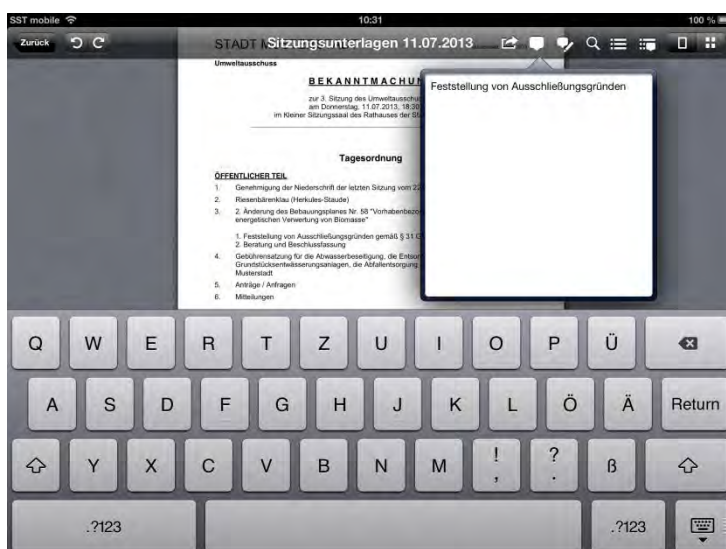 SST mobile 10:31 100 %
Zurück Sitzungsunterlagen 11.07.2013
STADT
Umweltausschuss
BEKANNTMACHUN
Feststellung von Ausschließungsgründen
zur 3. Sitzung des Umweltausschu
am Donnerstag, 11.07.2013, 18:30
im Kleiner Sitzungssaal des Rathauses der St
Tagesordnung
ÖFFENTLICHER TEIL
1. Genehmigung der Niederschrift der letzten Sitzung vom 22
2. Riesenbärenklau (Herkules-Staude)
3. 2. Änderung des Bebauungsplanes Nr. 58 "Vorhabenbezo
energetischen Verwertung von Biomasse"
1. Feststellung von Ausschließungsgründen gemäß § 31 G
2. Beratung und Beschlussfassung
4. Gebührensatzung für die Abwasserbeseitigung, die Entsor
Grundstücksentwässerungsanlagen, die Abfallentsorgung
Musterstadt
5. Anträge / Anfragen
6. Mitteilungen
Q W E R T Z U I O P Ü
A S D F G H J K L Ö Ä Return
Y X C V B N M ! , ? . ß
.?123 .?123